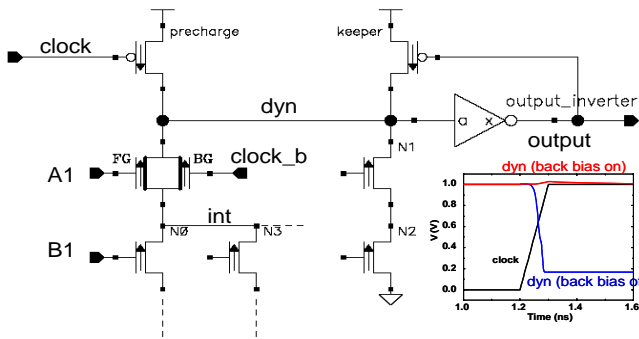 precharge
keeper
clock
dyn
output_inverter
a x
output
N1
FG BG
clock_b
A1
int
N0 N3
B1
N2
dyn (back bias on)
1.0
0.8
0.6
0.4
0.2
0.0
V(V)
clock
dyn (back bias of
1.0 1.2 1.4 1.6
Time (ns)